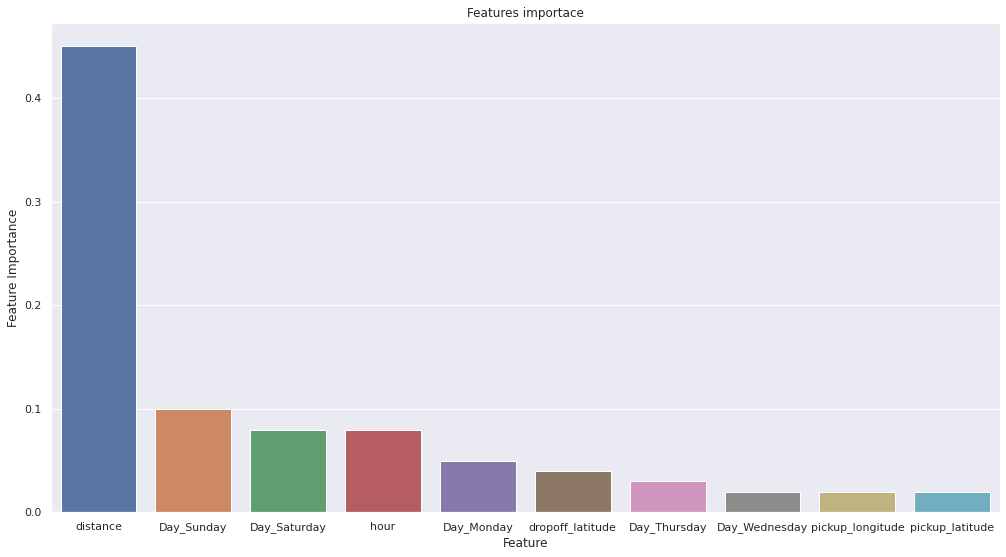 Features importace
Feature Importance
0.4
0.3
0.2
0.1
0.0
distance Day_Sunday Day_Saturday hour Day_Monday dropoff_latitude Day_Thursday Day_Wednesday pickup_longitude pickup_latitude
Feature